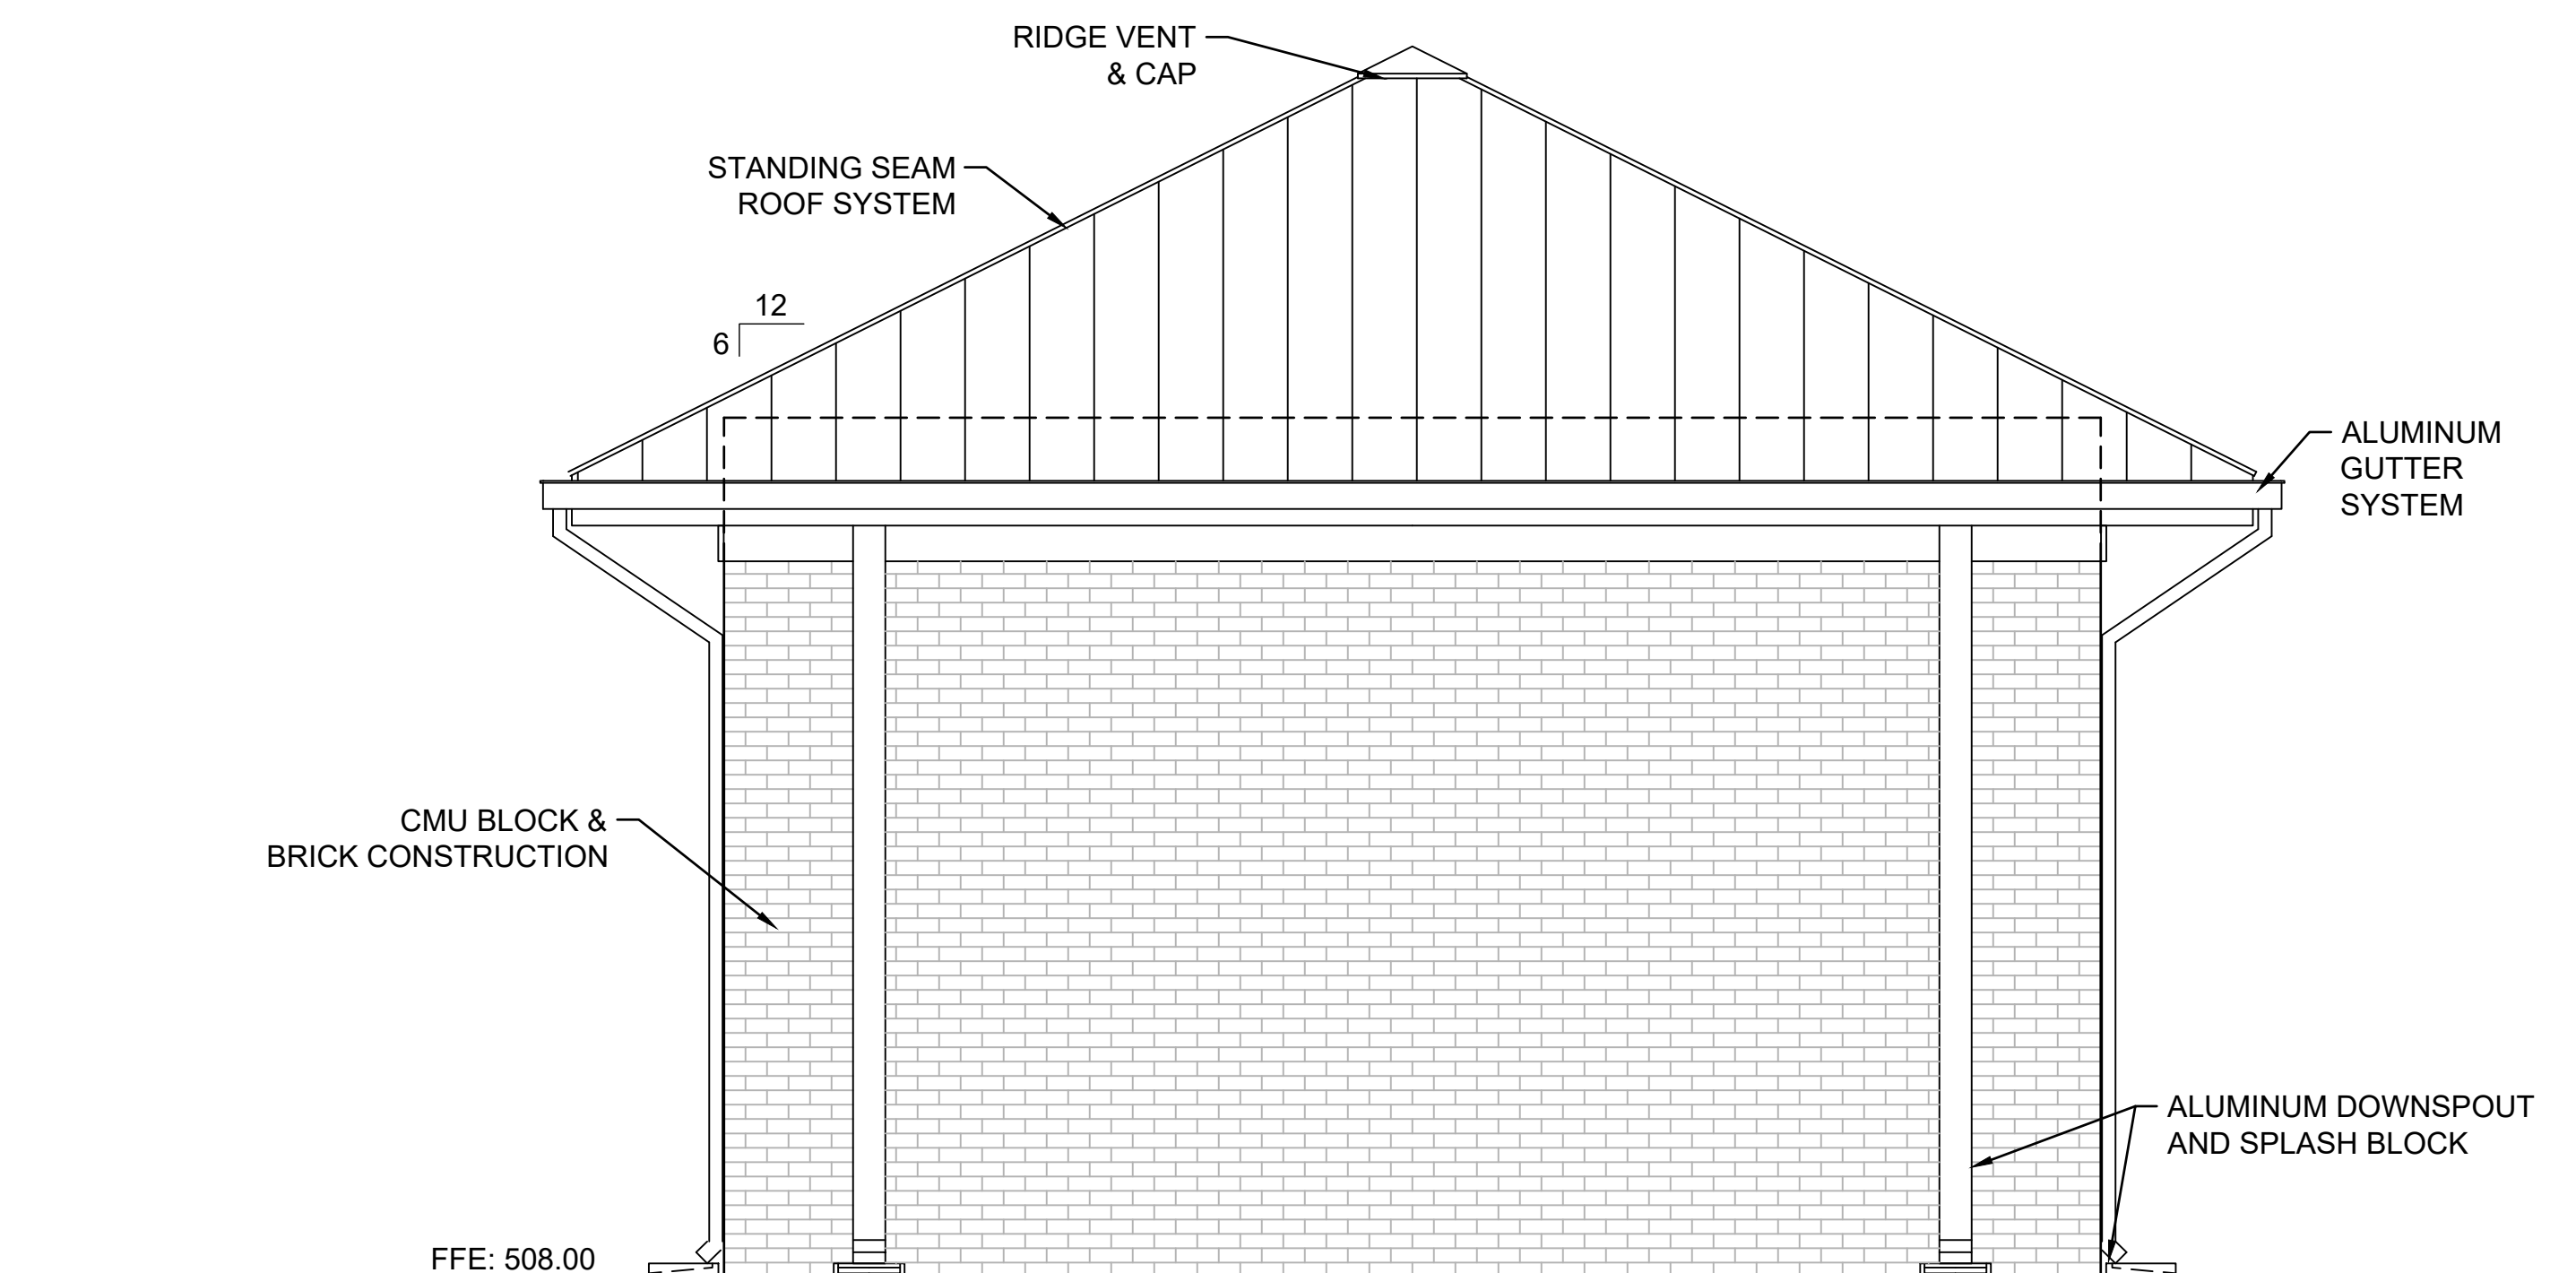 RIDGE VENT
& CAP
STANDING SEAM
ROOF SYSTEM
12
6
ALUMINUM
GUTTER
SYSTEM
CMU BLOCK &
BRICK CONSTRUCTION
ALUMINUM DOWNSPOUT
AND SPLASH BLOCK
FFE: 508.00